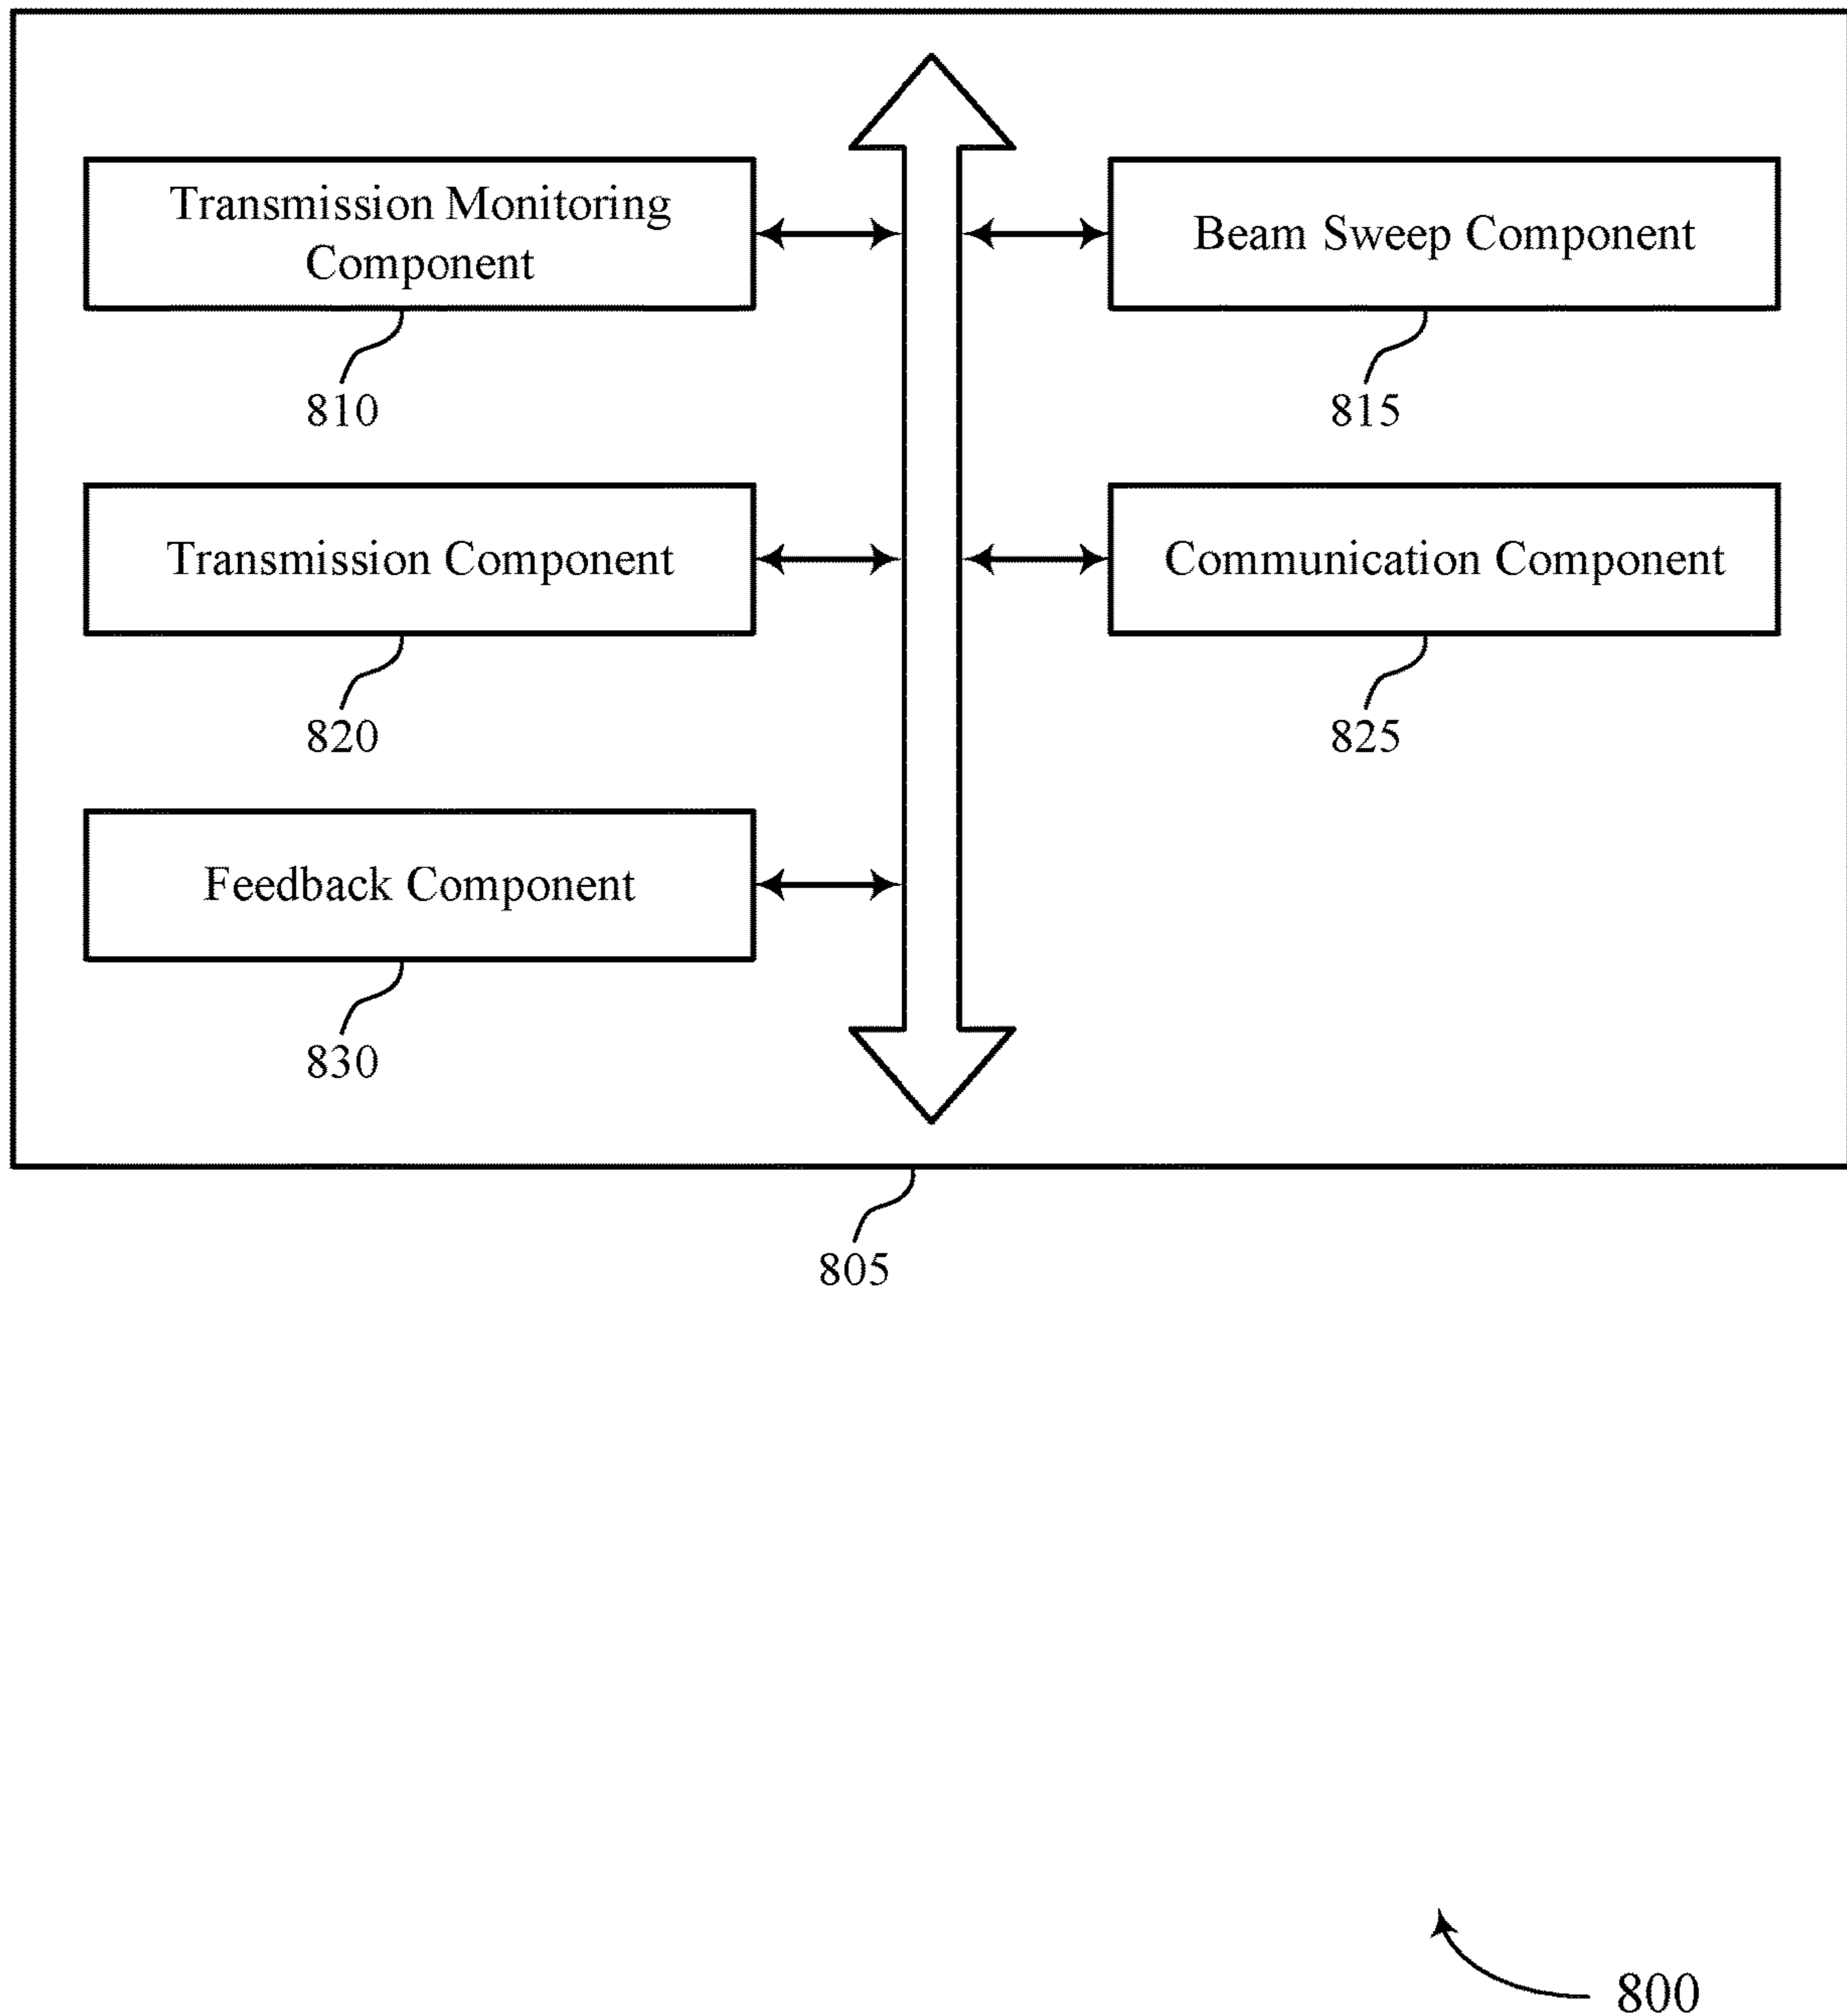 Transmission Monitoring
Component
810
Beam Sweep Component
815
Transmission Component
820
Communication Component
825
Feedback Component
830
805
800